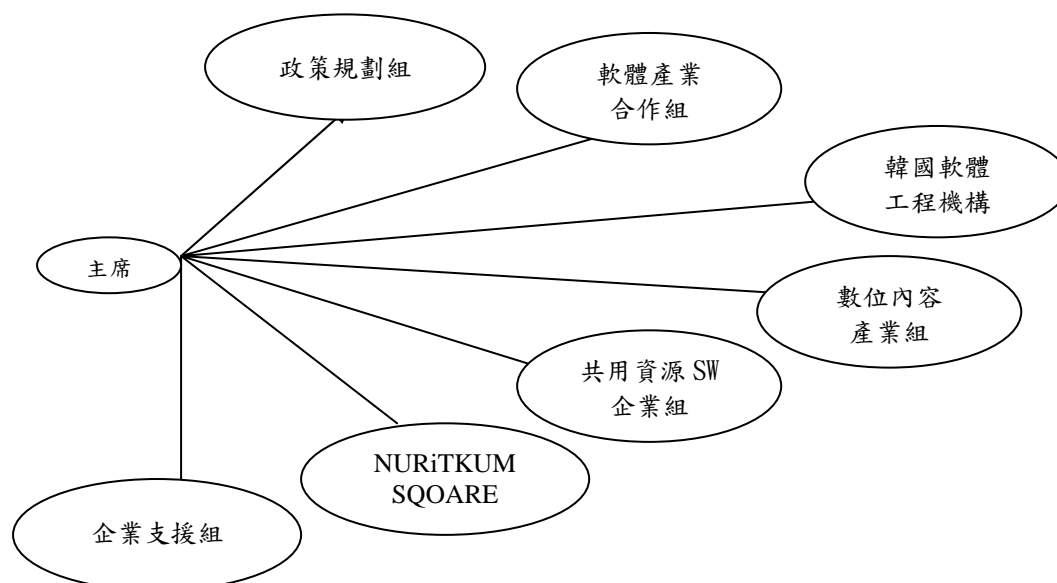 政策規劃組
軟體產業
合作組
韓國軟體
工程機構
主席
數位內容
產業組
共用資源 SW
企業組
NURiTKUM
SQOARE
企業支援組